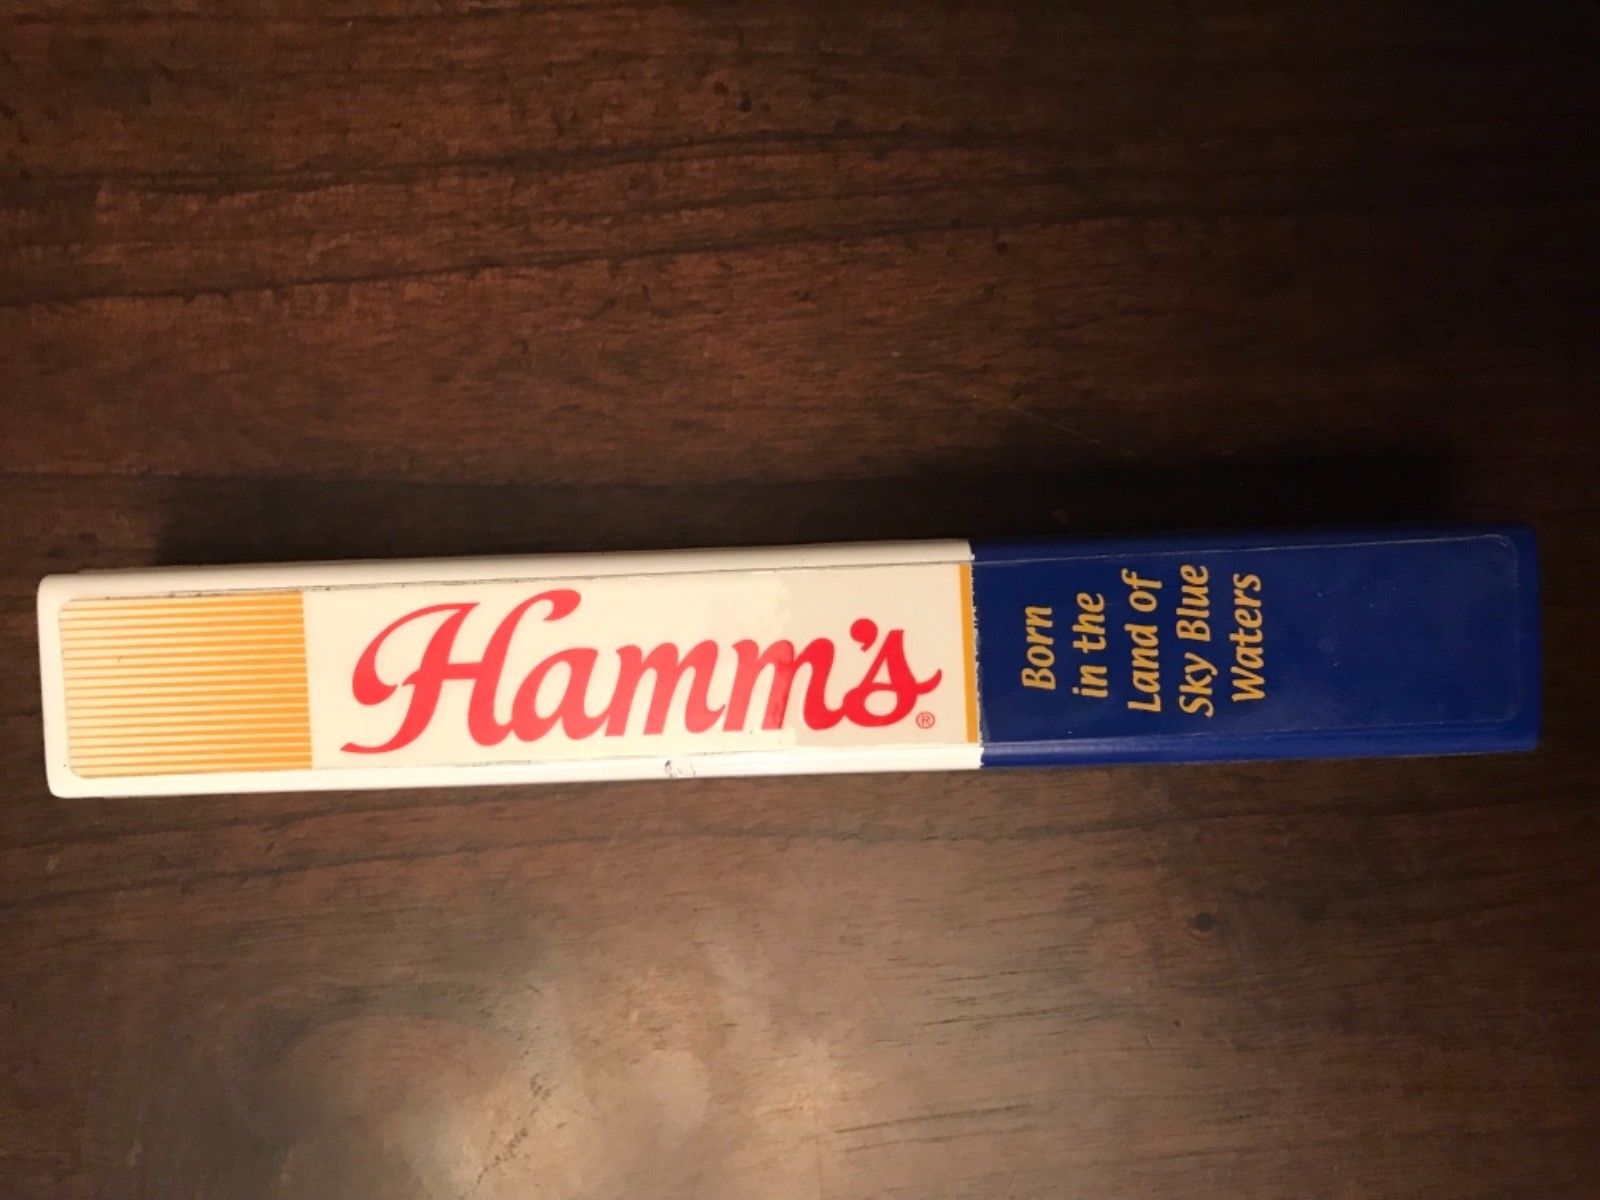 Hamm's®
Born
in the
Land of
Sky Blue
Waters